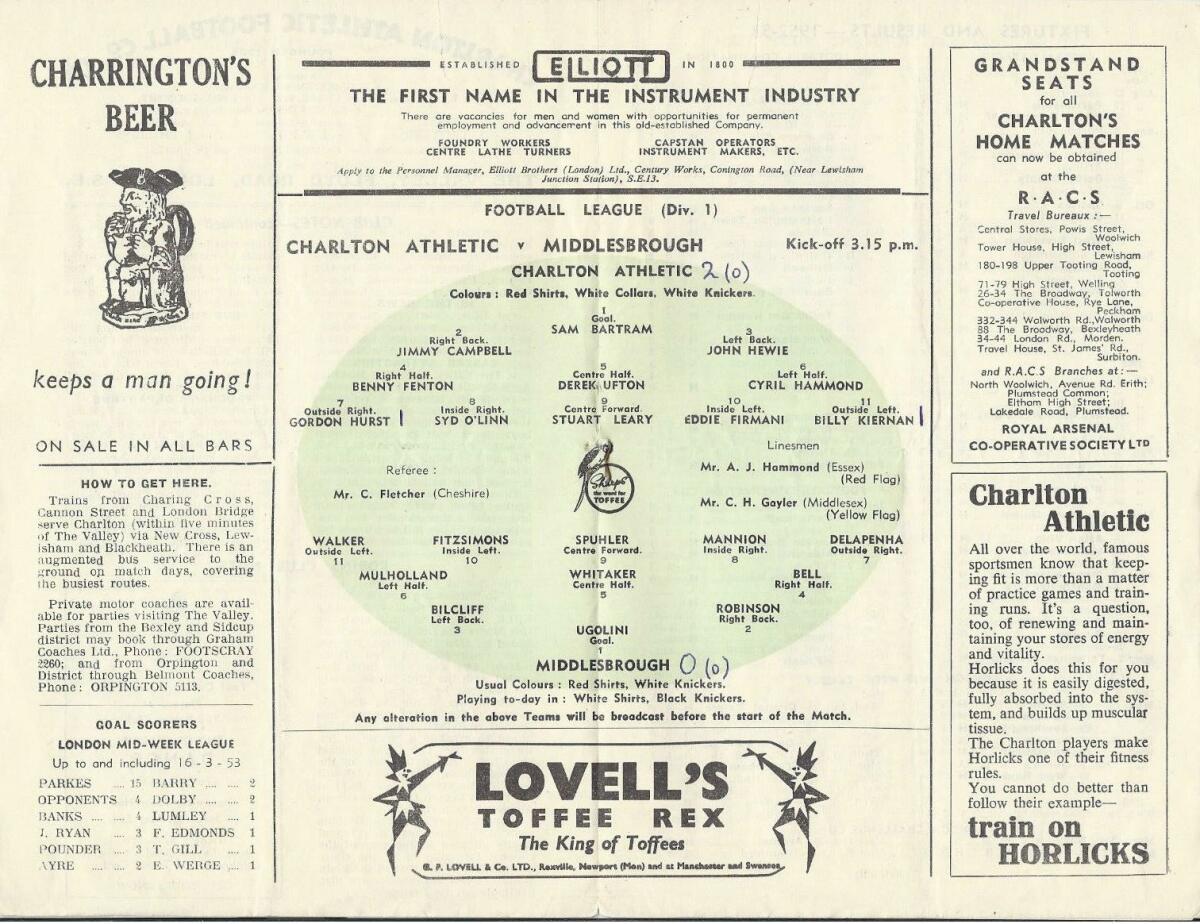 CHARRINGTON'S
BEER
keeps a man going!
ON SALE IN ALL BARS
HOW TO GET HERE.
Trains from Charing Cross,
Cannon Street and London Bridge
serve Charlton (within five minutes
of The Valley) via New Cross, Lew-
isham and Blackheath. There is an
augmented bus service to the
ground on match days, covering
the busiest routes.
Private motor coaches are avail-
able for parties visiting The Valley.
Parties from the Bexley and Sidcup
district may book through Graham
Coaches Ltd., Phone: FOOTSCRAY
2260; and from Orpington and
District through Belmont Coaches,
Phone: ORPINGTON 5113.
GOAL SCORERS
LONDON MID-WEEK LEAGUE
Up to and including 16 - 3 - 53
PARKES .... 15 BARRY .... .... 2
OPPONENTS 4 DOLBY .... .... 2
BANKS .... .... 4 LUMLEY .... 1
J. RYAN .... 3 F. EDMONDS 1
POUNDER .... 3 T. GILL .... 1
AYRE .... .... 2 E. WERGE .... 1
ESTABLISHED ELLIOTT IN 1800
THE FIRST NAME IN THE INSTRUMENT INDUSTRY
There are vacancies for men and women with opportunities for permanent
employment and advancement in this old-established Company.
FOUNDRY WORKERS CAPSTAN OPERATORS
CENTRE LATHE TURNERS INSTRUMENT MAKERS, ETC.
Apply to the Personnel Manager, Elliott Brothers (London) Ltd., Century Works, Conington Road, (Near Lewisham
Junction Station), S.E.13.
FOOTBALL LEAGUE (Div. 1)
CHARLTON ATHLETIC v MIDDLESBROUGH Kick-off 3.15 p.m.
CHARLTON ATHLETIC 2 (0)
Colours : Red Shirts, White Collars, White Knickers.
1
Goal.
SAM BARTRAM
2 3
Right Back. Left Back.
JIMMY CAMPBELL JOHN HEWIE
4 5 6
Right Half. Centre Half. Left Half.
BENNY FENTON DEREK UFTON CYRIL HAMMOND
7 8 9 10 11
Outside Right. Inside Right. Centre Forward. Inside Left. Outside Left.
GORDON HURST 1 SYD O'LINN STUART LEARY EDDIE FIRMANI BILLY KIERNAN 1
Linesmen
Referee : Mr. A. J. Hammond (Essex)
(Red Flag)
Mr. C. Fletcher (Cheshire) Mr. C. H. Gayler (Middlesex)
(Yellow Flag)
Sharps
the word for
TOFFEE
WALKER FITZSIMONS SPUHLER MANNION DELAPENHA
Outside Left. Inside Left. Centre Forward. Inside Right. Outside Right.
11 10 9 8 7
MULHOLLAND WHITAKER BELL
Left Half. Centre Half. Right Half.
6 5 4
BILCLIFF ROBINSON
Left Back. Right Back.
3 2
UGOLINI
Goal.
1
MIDDLESBROUGH 0 (0)
Usual Colours : Red Shirts, White Knickers.
Playing to-day in : White Shirts, Black Knickers.
Any alteration in the above Teams will be broadcast before the start of the Match.
LOVELL'S
TOFFEE REX
The King of Toffees
G. F. LOVELL & Co. LTD., Rexville, Newport (Mon) and at Manchester and Swansea.
GRANDSTAND
SEATS
for all
CHARLTON'S
HOME MATCHES
can now be obtained
at the
R·A·C·S
Travel Bureaux :—
Central Stores, Powis Street,
Woolwich
Tower House, High Street,
Lewisham
180-198 Upper Tooting Road,
Tooting
71-79 High Street, Welling
26-34 The Broadway, Tolworth
Co-operative House, Rye Lane,
Peckham
332-344 Walworth Rd., Walworth
88 The Broadway, Bexleyheath
34-44 London Rd., Morden.
Travel House, St. James' Rd.,
Surbiton.
and R.A.C.S Branches at :—
North Woolwich, Avenue Rd. Erith;
Plumstead Common;
Eltham High Street;
Lakedale Road, Plumstead.
ROYAL ARSENAL
CO-OPERATIVE SOCIETY LTD
Charlton
Athletic
All over the world, famous
sportsmen know that keep-
ing fit is more than a matter
of practice games and train-
ing runs. It's a question,
too, of renewing and main-
taining your stores of energy
and vitality.
Horlicks does this for you
because it is easily digested,
fully absorbed into the sys-
tem, and builds up muscular
tissue.
The Charlton players make
Horlicks one of their fitness
rules.
You cannot do better than
follow their example—
train on
HORLICKS